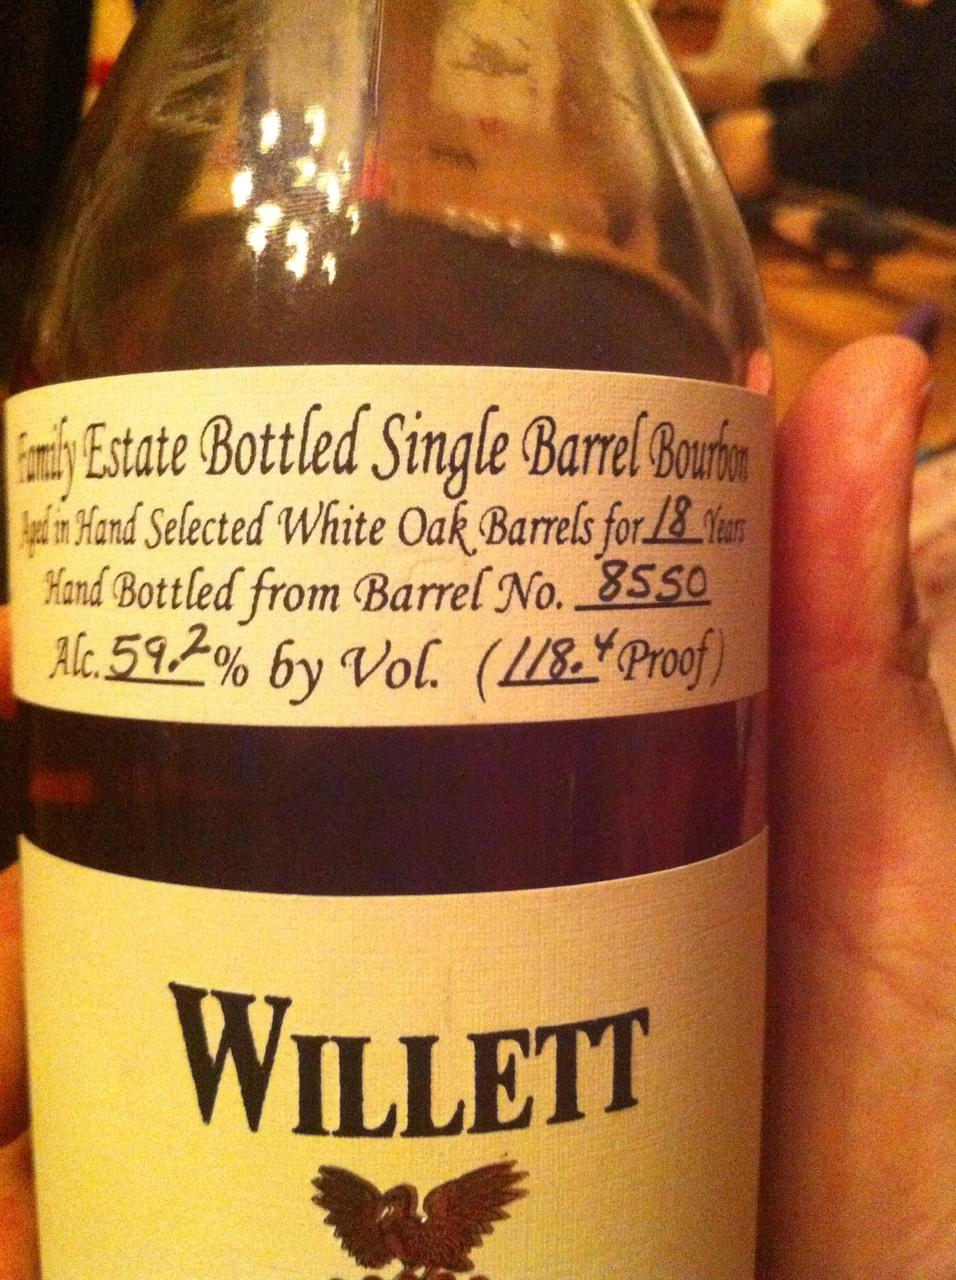 Family Estate Bottled Single Barrel Bourbon
Aged in Hand Selected White Oak Barrels for 18 Years
Hand Bottled from Barrel No. 8550
Alc. 59.2% by Vol. (118.4 Proof)
WILLETT